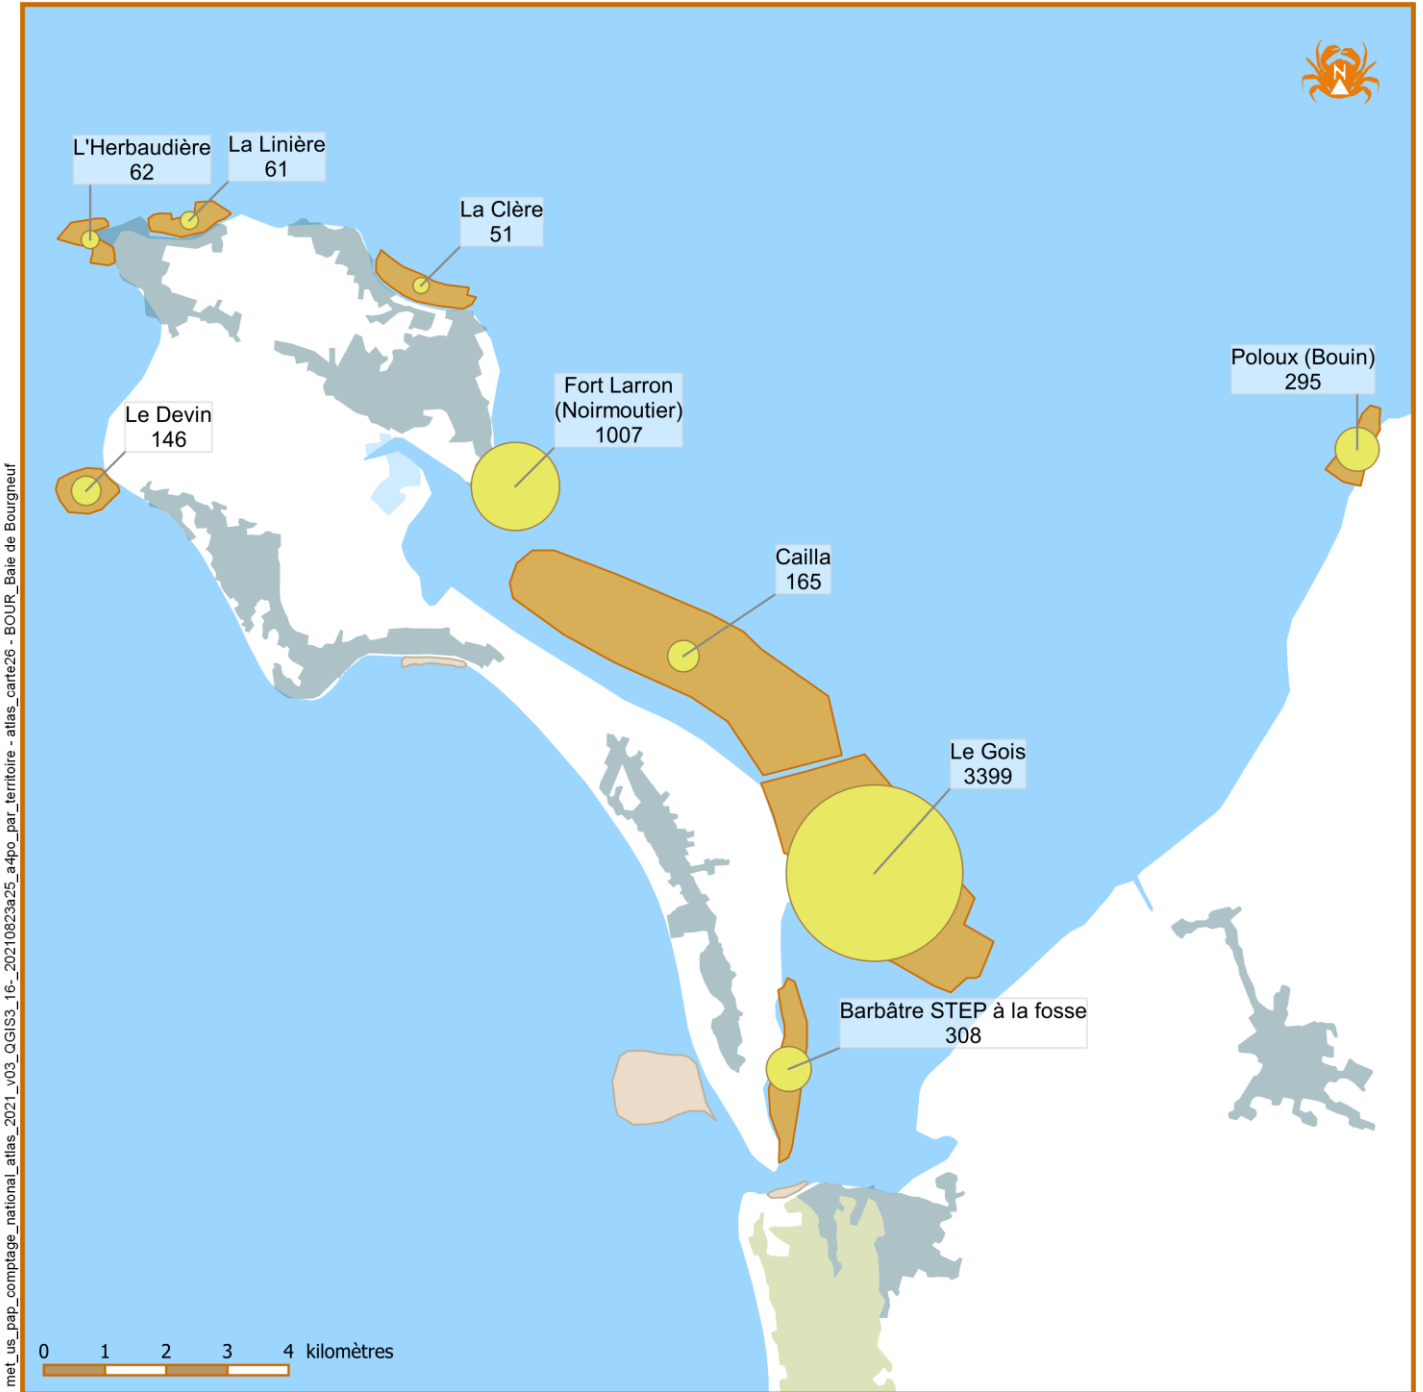 N
L'Herbaudière
62
La Linière
61
La Clère
51
Poloux (Bouin)
295
Fort Larron
(Noirmoutier)
1007
Le Devin
146
Cailla
165
Le Gois
3399
Barbâtre STEP à la fosse
308
0 1 2 3 4 kilomètres
met_us_pap_comptage_national_atlas_2021_v03_QGIS3_16-_20210823a25_a4po_par_territoire - atlas_carte26 - BOUR_Baie de Bourgneuf